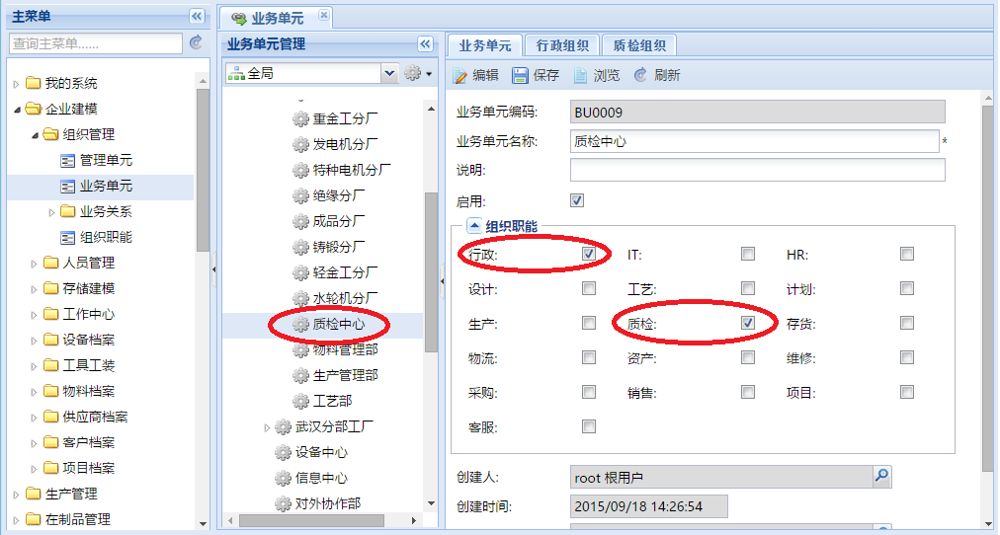 主菜单
查询主菜单......
我的系统
企业建模
组织管理
管理单元
业务单元
业务关系
组织职能
人员管理
存储建模
工作中心
设备档案
工具工装
物料档案
供应商档案
客户档案
项目档案
生产管理
在制品管理
业务单元
业务单元管理
全局
重金工分厂
发电机分厂
特种电机分厂
绝缘分厂
成品分厂
铸锻分厂
轻金工分厂
水轮机分厂
质检中心
物料管理部
生产管理部
工艺部
武汉分部工厂
设备中心
信息中心
对外协作部
业务单元 行政组织 质检组织
编辑 保存 浏览 刷新
业务单元编码: BU0009
业务单元名称: 质检中心 *
说明:
启用:
组织职能
行政: IT: HR:
设计: 工艺: 计划:
生产: 质检: 存货:
物流: 资产: 维修:
采购: 销售: 项目:
客服:
创建人: root 根用户
创建时间: 2015/09/18 14:26:54